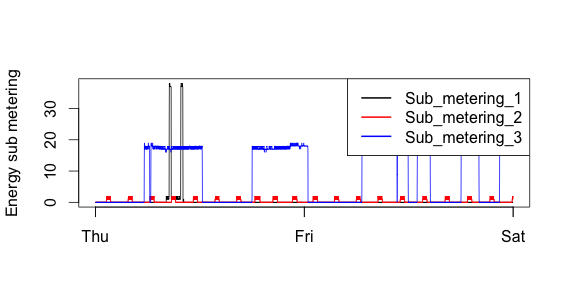 Energy sub metering
30
20
10
0
Sub_metering_1
Sub_metering_2
Sub_metering_3
Thu Fri Sat